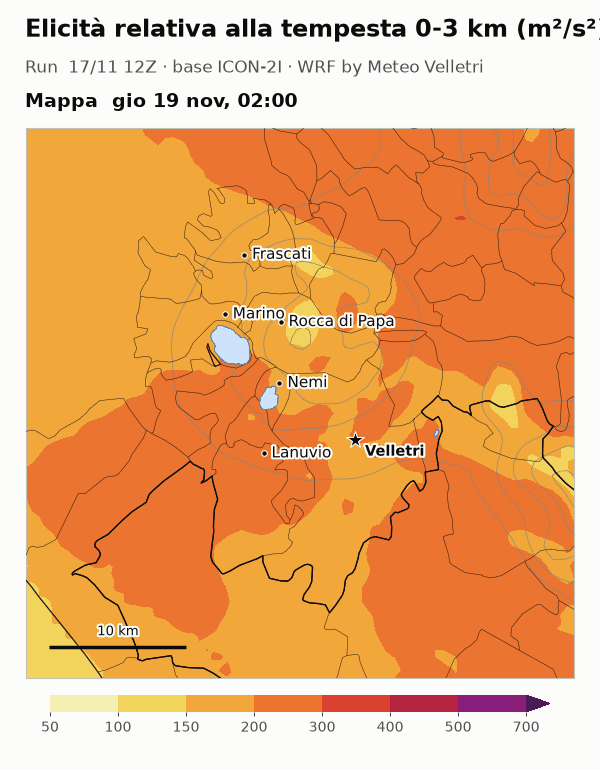 Elicità relativa alla tempesta 0-3 km (m²/s²)
Run 17/11 12Z · base ICON-2I · WRF by Meteo Velletri
Mappa gio 19 nov, 02:00
Frascati
Marino
Rocca di Papa
Nemi
Velletri
Lanuvio
10 km
50 100 150 200 300 400 500 700